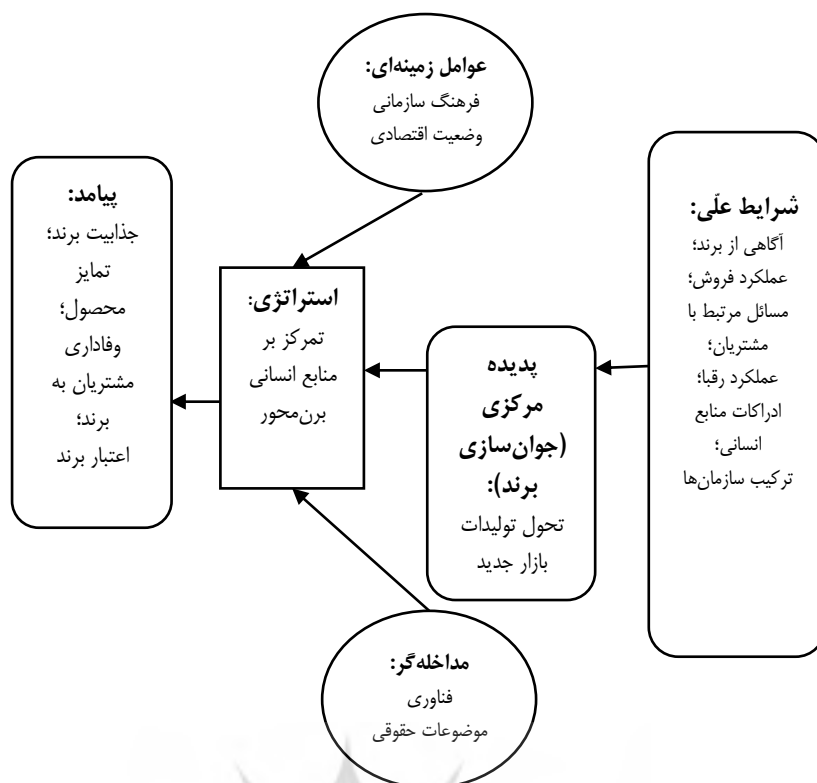 عوامل زمینه‌ای:
فرهنگ سازمانی
وضعیت اقتصادی
شرایط علّی:
آگاهی از برند؛
عملکرد فروش؛
مسائل مرتبط با
مشتریان؛
عملکرد رقبا؛
ادراکات منابع
انسانی؛
ترکیب سازمان‌ها
پدیده
مرکزی
(جوان‌سازی
برند):
تحول تولیدات
بازار جدید
استراتژی:
تمرکز بر
منابع انسانی
برن‌محور
پیامد:
جذابیت برند؛
تمایز
محصول؛
وفاداری
مشتریان به
برند؛
اعتبار برند
مداخله‌گر:
فناوری
موضوعات حقوقی